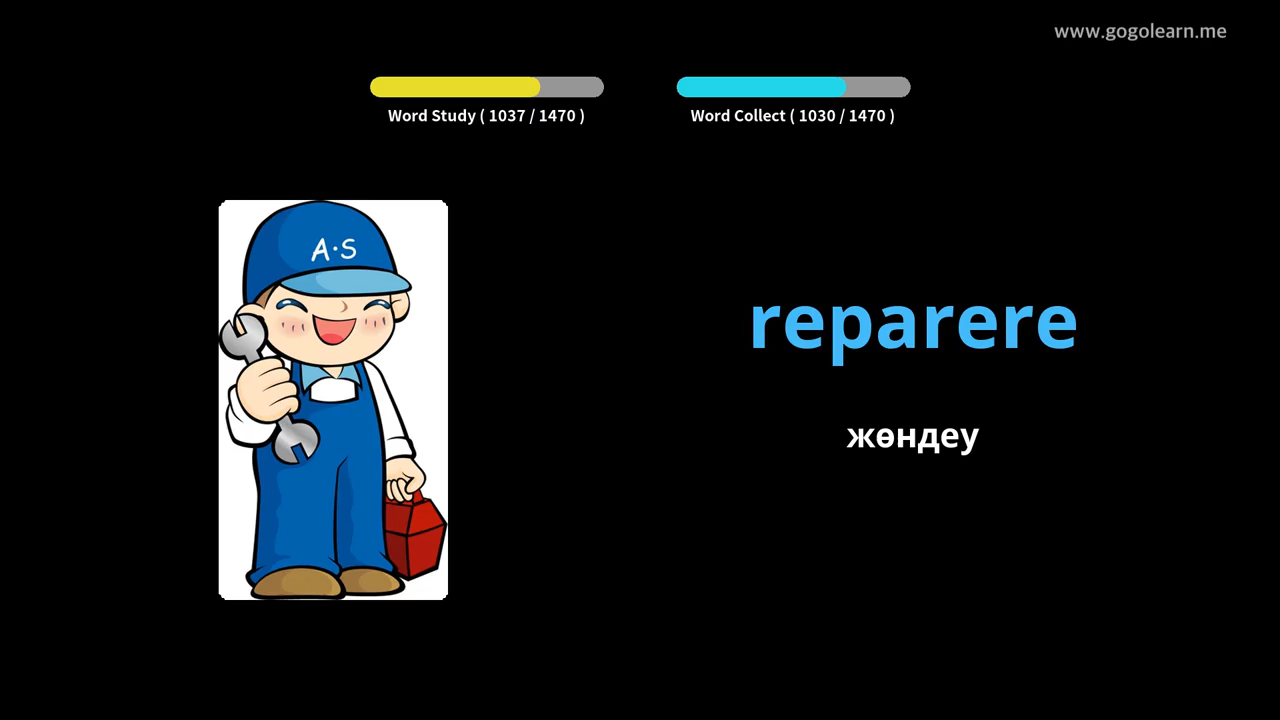 www.gogolearn.me
Word Study ( 1037 / 1470 )
Word Collect ( 1030 / 1470 )
A·S
reparere
жөндеу